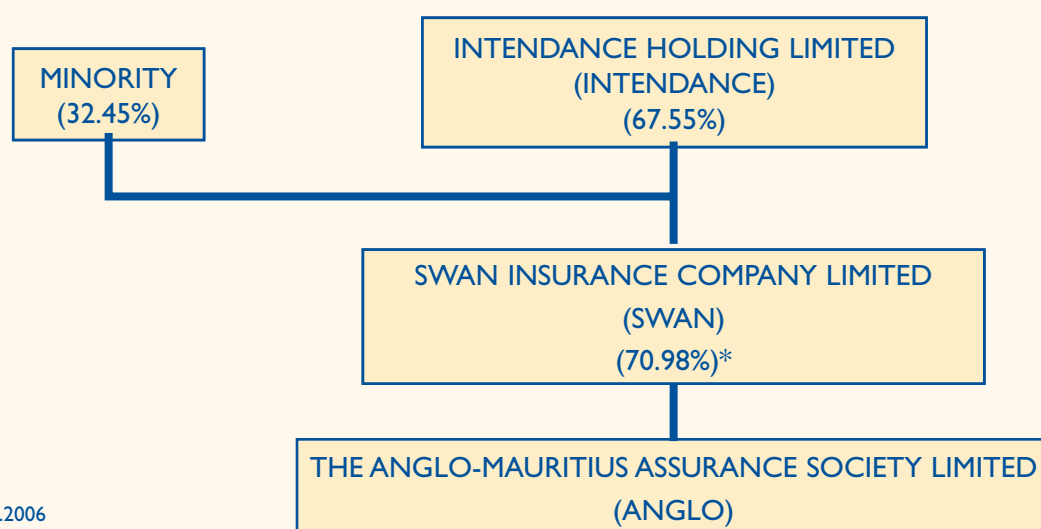 MINORITY
(32.45%)
INTENDANCE HOLDING LIMITED
(INTENDANCE)
(67.55%)
SWAN INSURANCE COMPANY LIMITED
(SWAN)
(70.98%)*
THE ANGLO-MAURITIUS ASSURANCE SOCIETY LIMITED
(ANGLO)
.2006